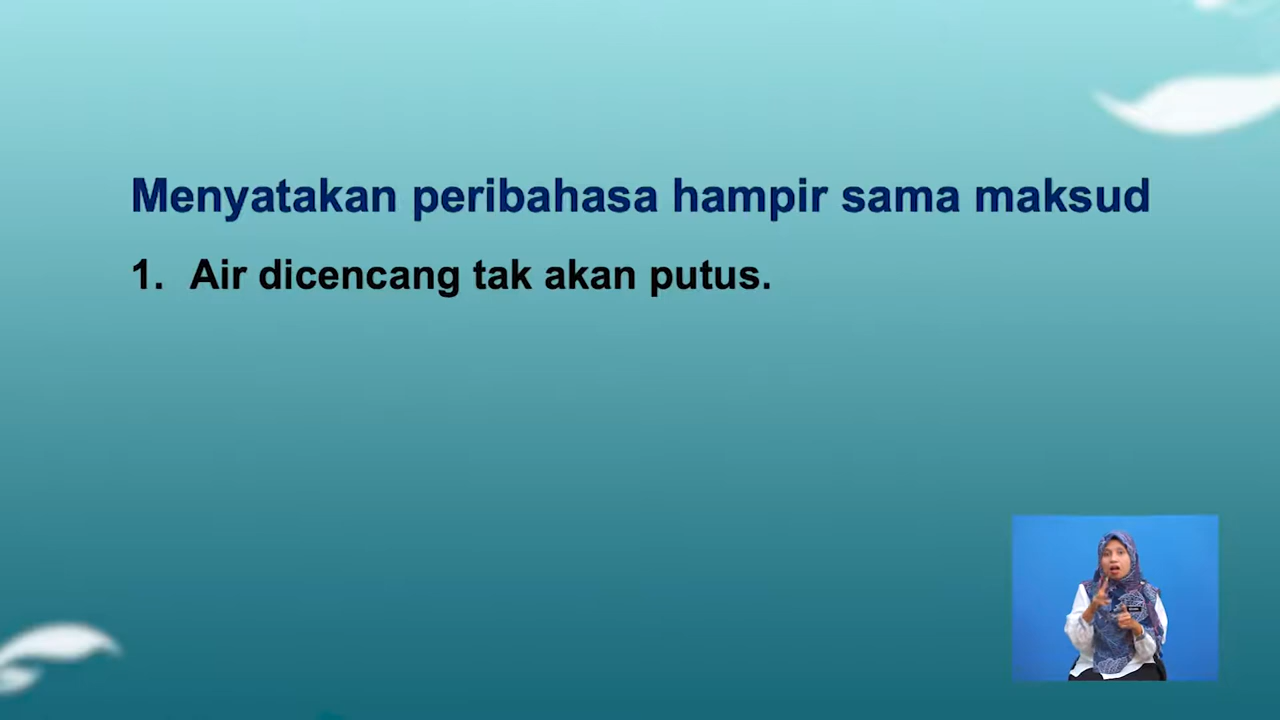 Menyatakan peribahasa hampir sama maksud
1. Air dicencang tak akan putus.